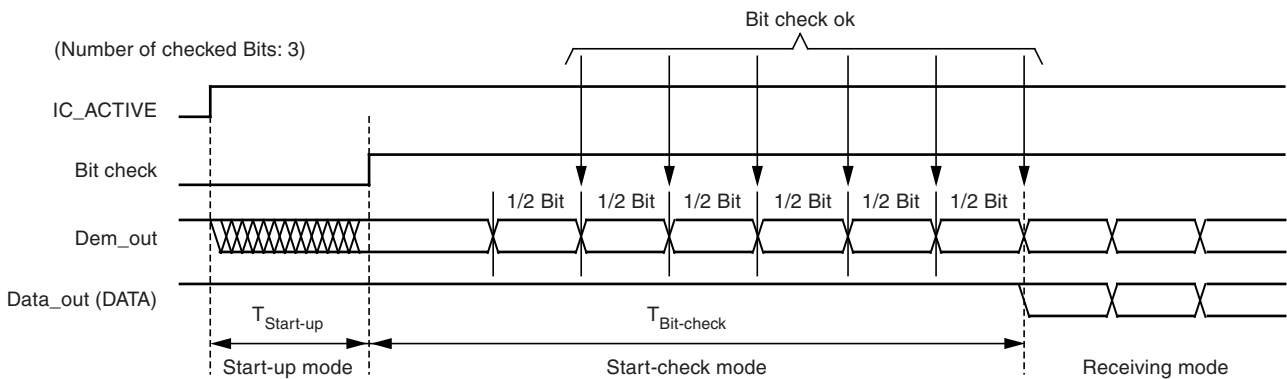 Bit check ok
(Number of checked Bits: 3)
IC_ACTIVE
Bit check
1/2 Bit 1/2 Bit 1/2 Bit 1/2 Bit 1/2 Bit 1/2 Bit
Dem_out
Data_out (DATA)
TStart-up TBit-check
Start-up mode Start-check mode Receiving mode